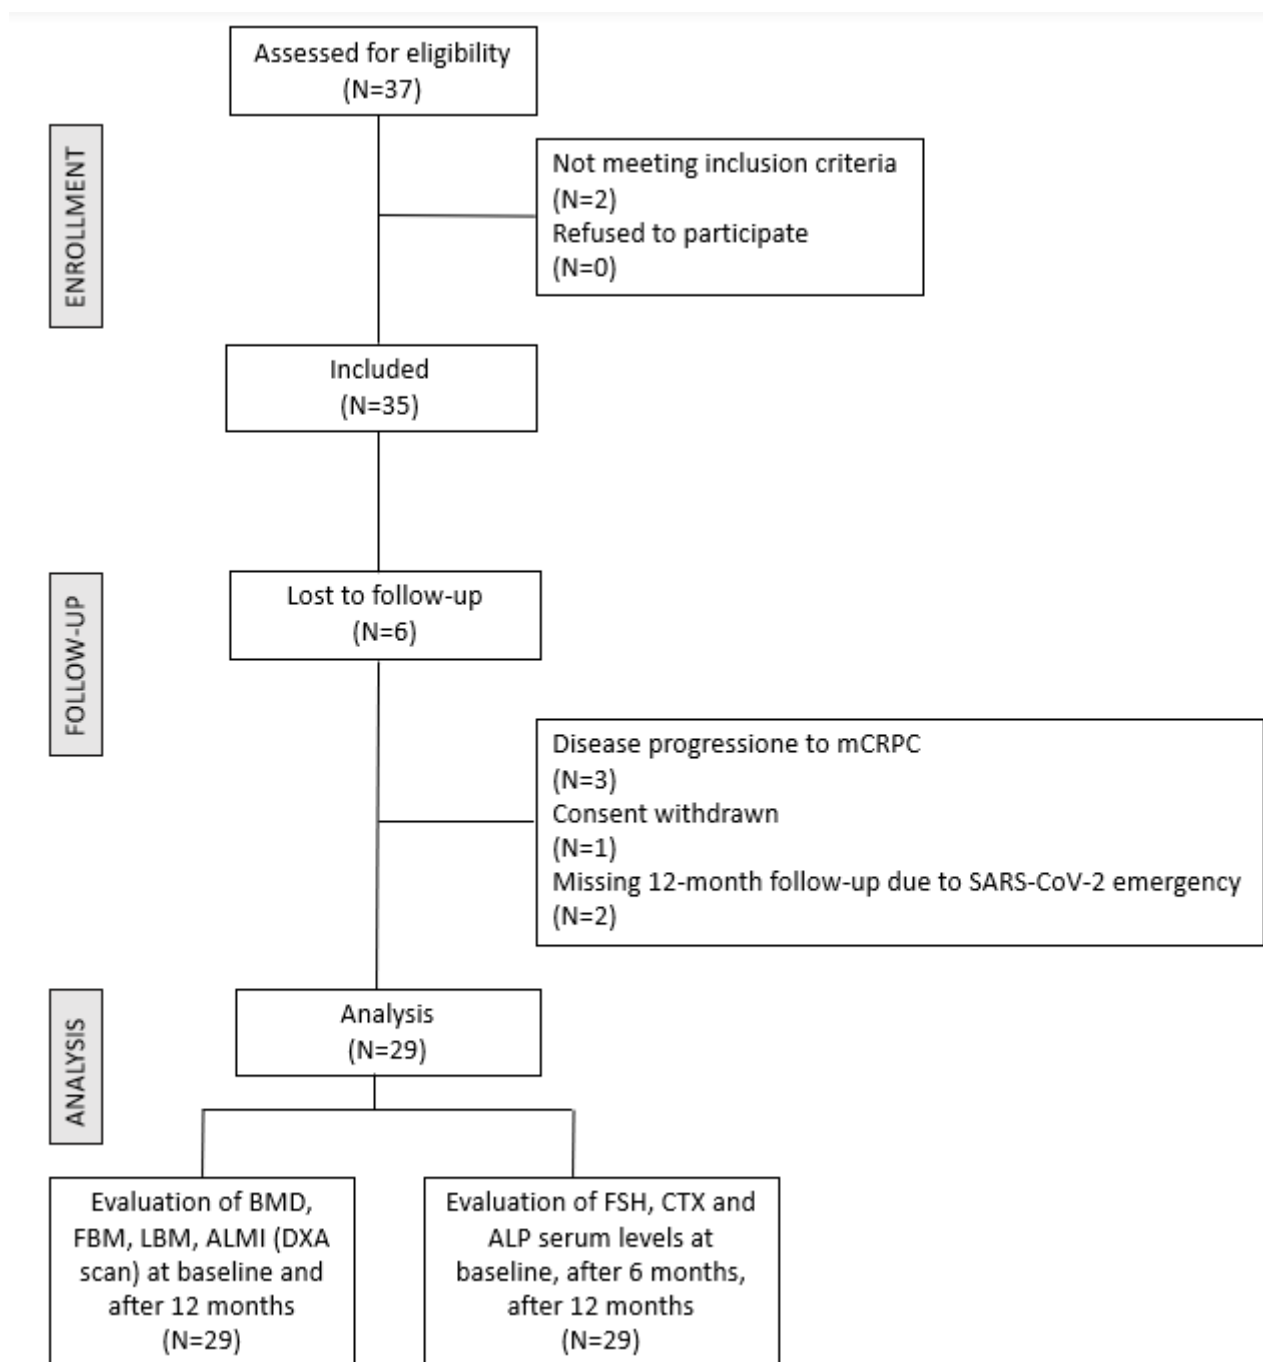 Assessed for eligibility
(N=37)
ENROLLMENT
Not meeting inclusion criteria
(N=2)
Refused to participate
(N=0)
Included
(N=35)
FOLLOW-UP
Lost to follow-up
(N=6)
Disease progressione to mCRPC
(N=3)
Consent withdrawn
(N=1)
Missing 12-month follow-up due to SARS-CoV-2 emergency
(N=2)
ANALYSIS
Analysis
(N=29)
Evaluation of BMD,
FBM, LBM, ALMI (DXA
scan) at baseline and
after 12 months
(N=29)
Evaluation of FSH, CTX and
ALP serum levels at
baseline, after 6 months,
after 12 months
(N=29)